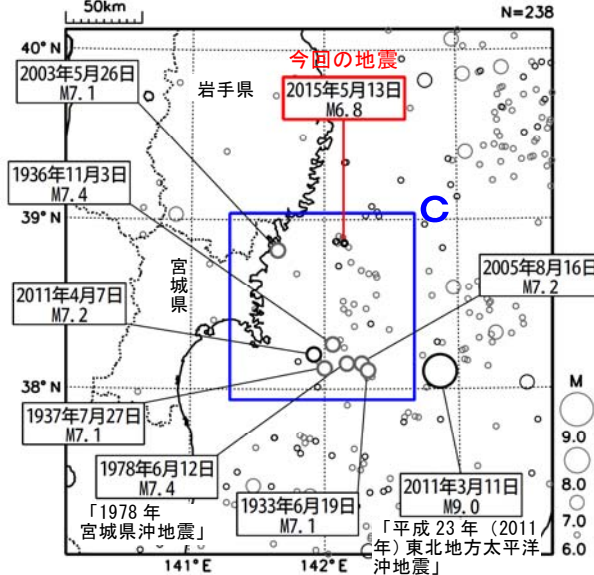 50km
N=238
40°N
今回の地震
2003年5月26日
M7.1
岩手県
2015年5月13日
M6.8
1936年11月3日
M7.4
39°N
C
宮城県
2005年8月16日
M7.2
2011年4月7日
M7.2
38°N
M
1937年7月27日
M7.1
9.0
1978年6月12日
M7.4
8.0
2011年3月11日
M9.0
1933年6月19日
M7.1
7.0
「1978 年
宮城県沖地震」
「平成 23 年（2011
年）東北地方太平洋
沖地震」
6.0
141°E
142°E